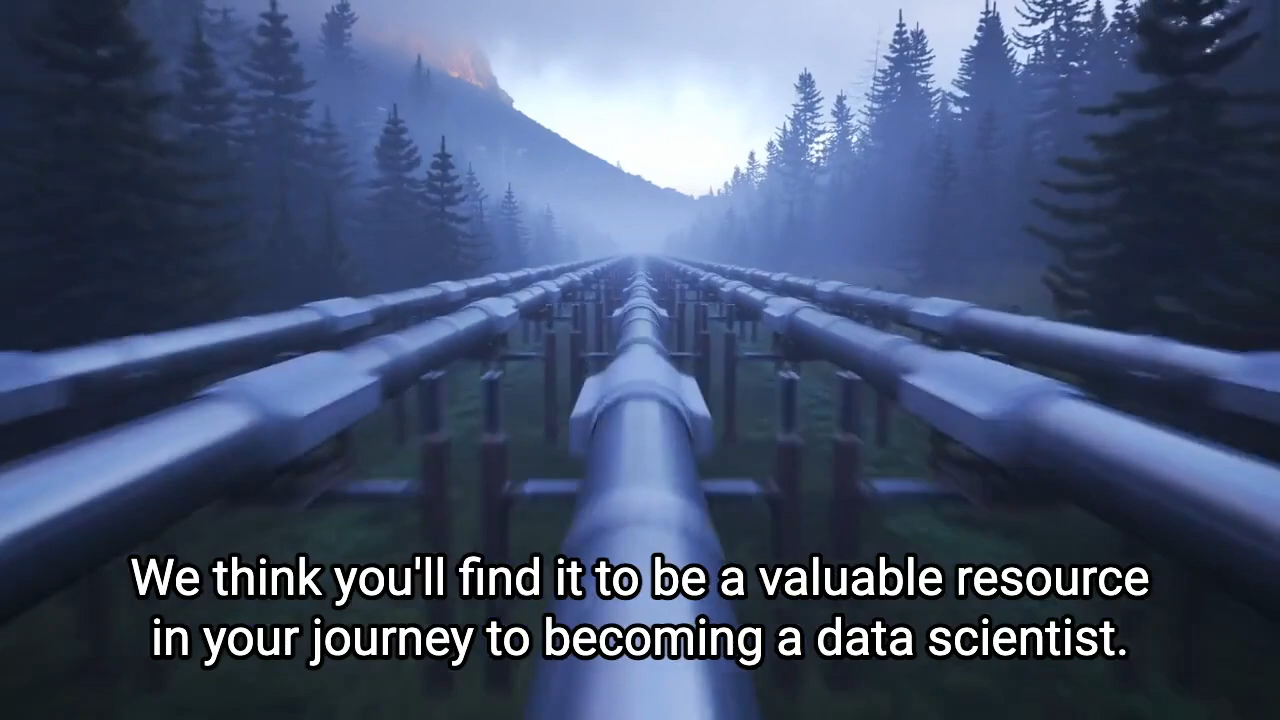 We think you'll find it to be a valuable resource
in your journey to becoming a data scientist.